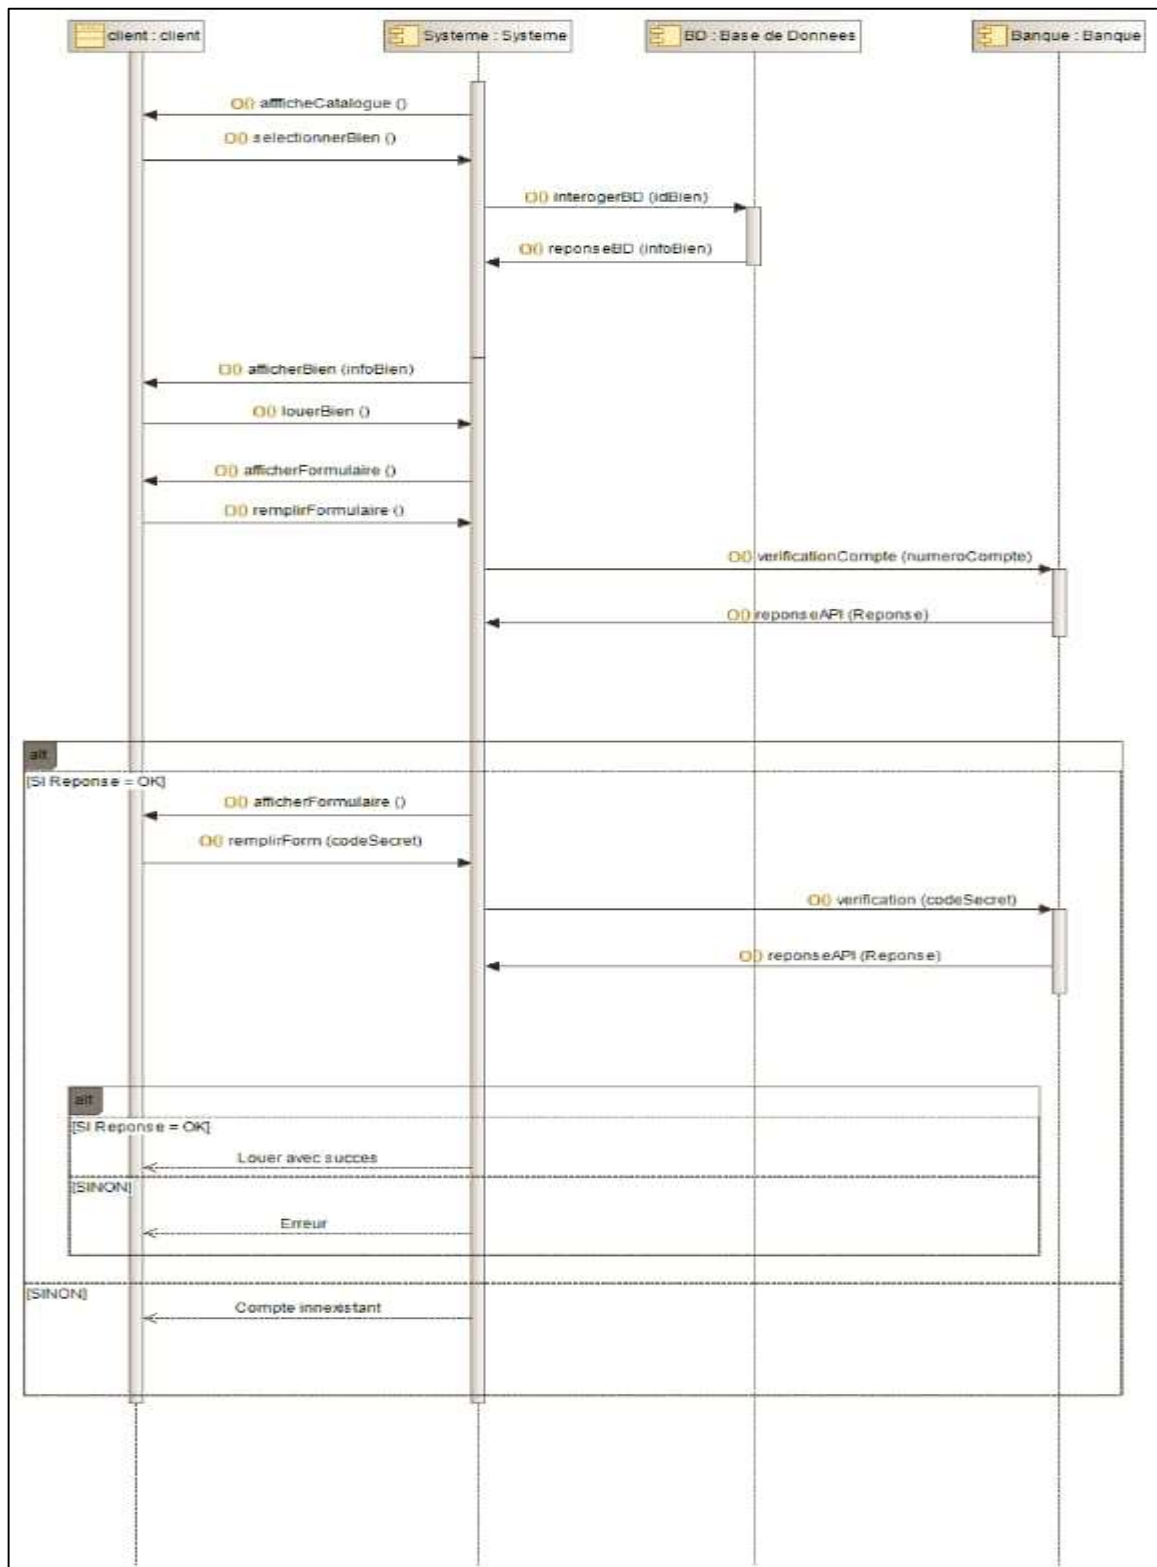 client : client
Systeme : Systeme
BD : Base de Donnees
Banque : Banque
O() affficheCatalogue ()
O() selectionnerBien ()
O() interogerBD (idBien)
O() reponseBD (infoBien)
O() afficherBien (infoBien)
O() louerBien ()
O() afficherFormulaire ()
O() remplirFormulaire ()
O() verificationCompte (numeroCompte)
O() reponseAPI (Reponse)
alt
[SI Reponse = OK]
O() afficherFormulaire ()
O() remplirForm (codeSecret)
O() verification (codeSecret)
O() reponseAPI (Reponse)
alt
[SI Reponse = OK]
Louer avec succes
[SINON]
Erreur
[SINON]
Compte innexistant